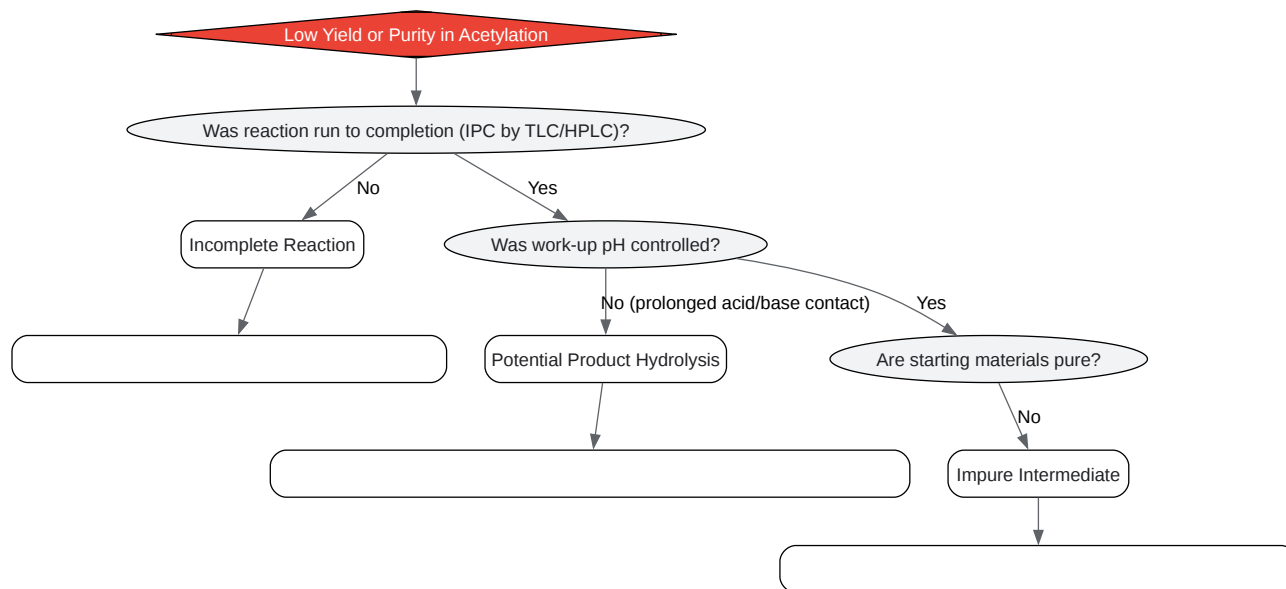 Low Yield or Purity in Acetylation
Was reaction run to completion (IPC by TLC/HPLC)?
No
Yes
Incomplete Reaction
Was work-up pH controlled?
No (prolonged acid/base contact)
Yes
Potential Product Hydrolysis
Are starting materials pure?
No
Impure Intermediate